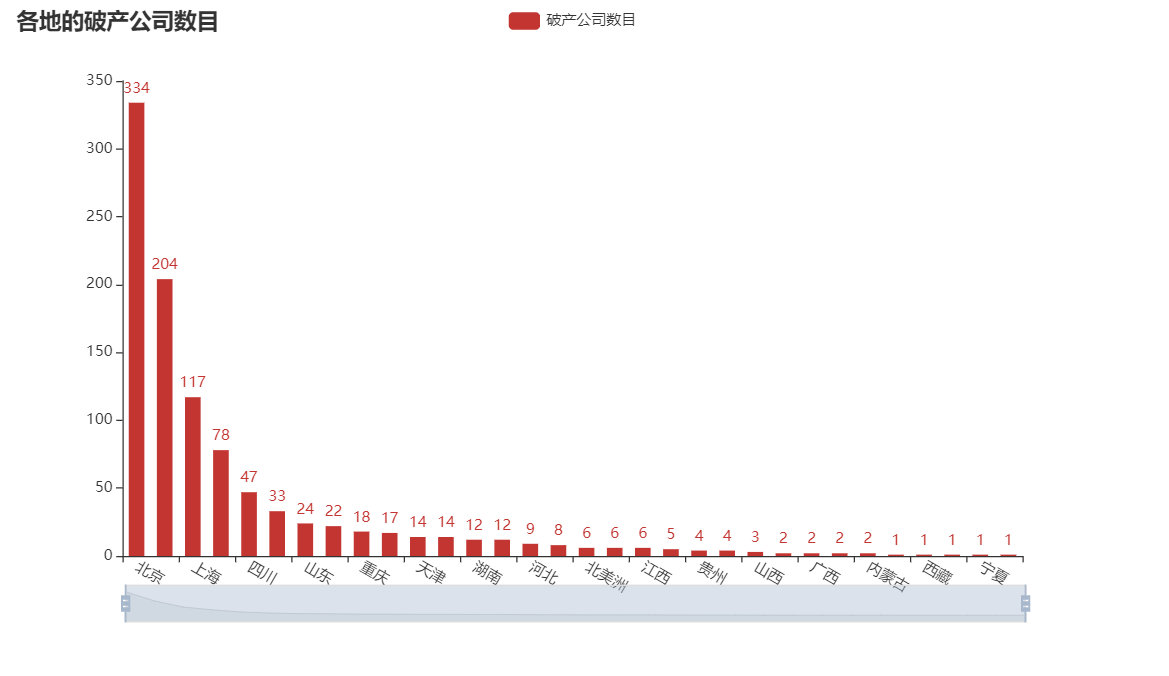 各地的破产公司数目
破产公司数目
350
300
250
200
150
100
50
0
334
204
117
78
47
33
24
22
18
17
14
14
12
12
9
8
6
6
6
5
4
4
3
2
2
2
2
1
1
1
1
1
北京
上海
四川
山东
重庆
天津
湖南
河北
北美洲
江西
贵州
山西
广西
内蒙古
西藏
宁夏